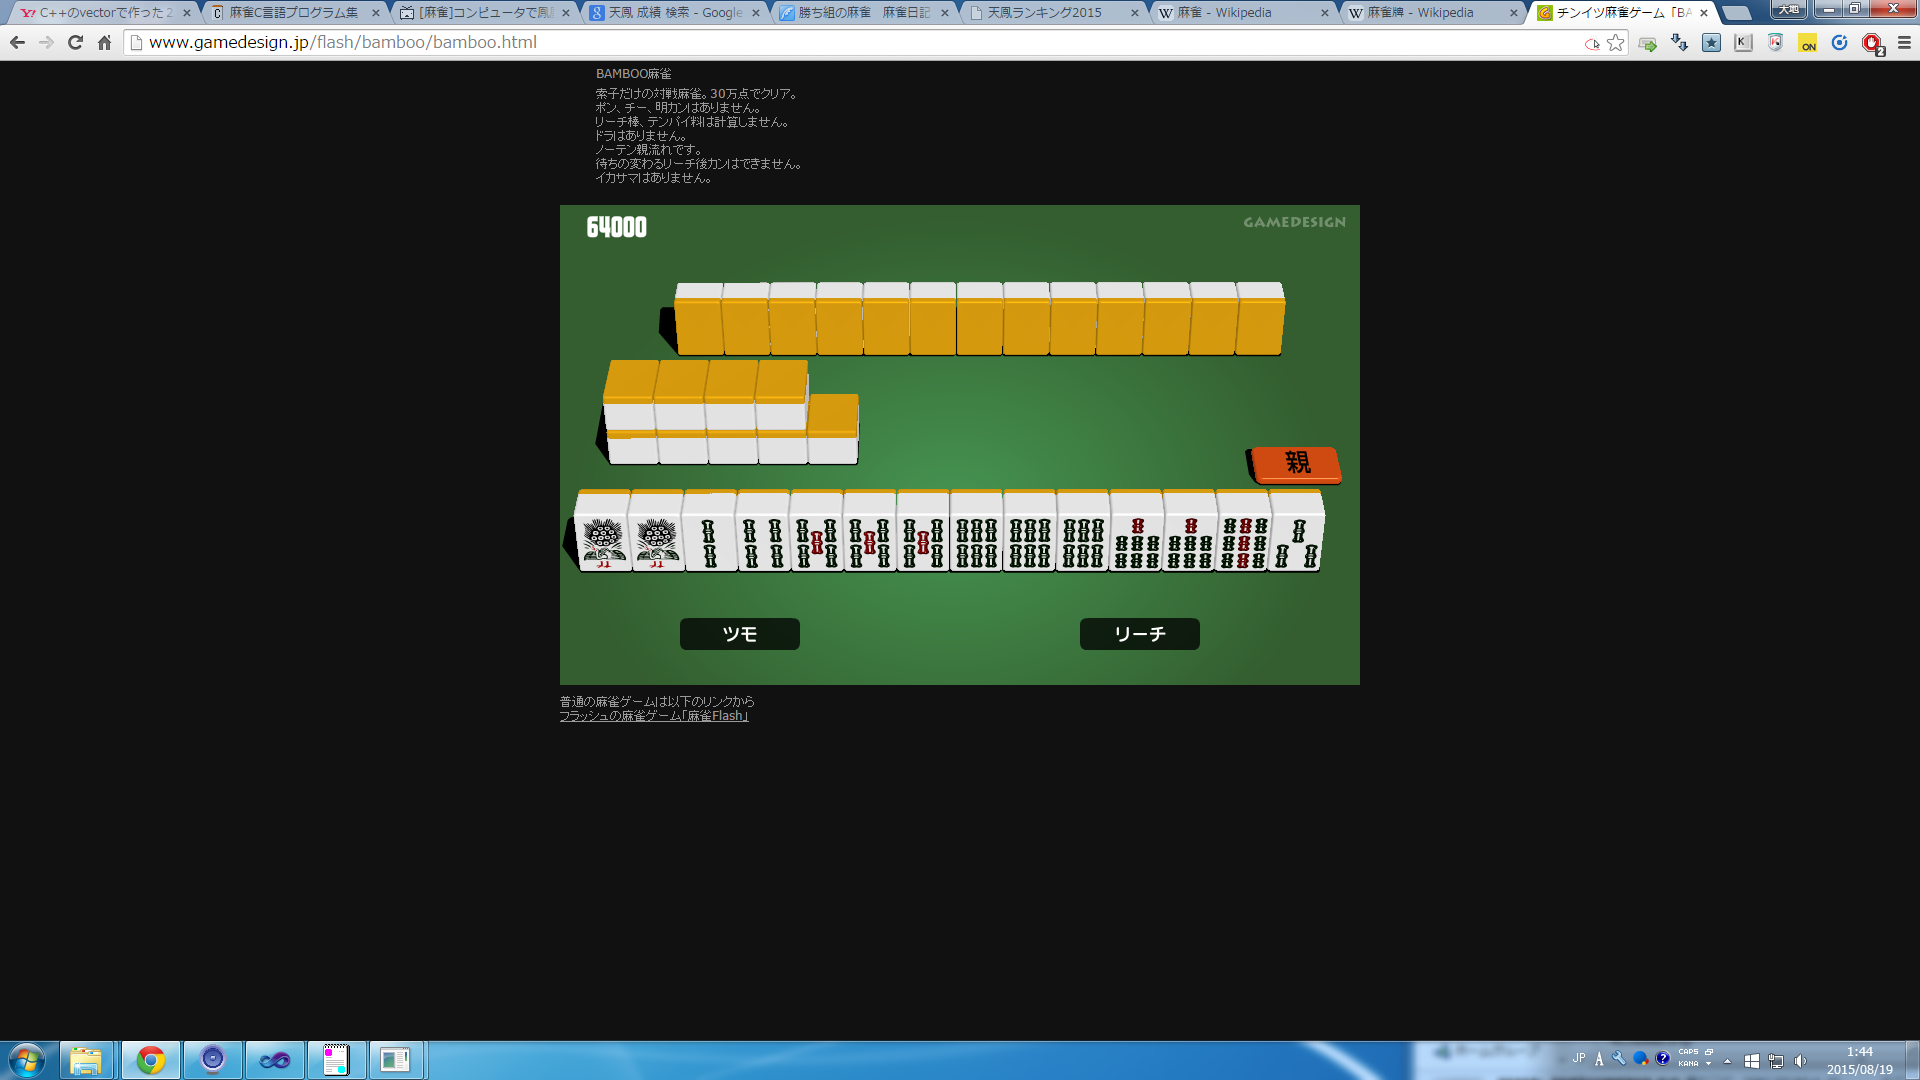 C++のvectorで作った2
麻雀C言語プログラム集
[麻雀]コンピュータで鳳凰
天鳳 成績 検索 - Google
勝ち組の麻雀　麻雀日記
天鳳ランキング2015
麻雀 - Wikipedia
麻雀牌 - Wikipedia
チンイツ麻雀ゲーム「BA
大地
www.gamedesign.jp/flash/bamboo/bamboo.html
ON
2
BAMBOO麻雀
索子だけの対戦麻雀。30万点でクリア。
ポン、チー、明カンはありません。
リーチ棒、テンパイ料は計算しません。
ドラはありません。
ノーテン親流れです。
待ちの変わるリーチ後カンはできません。
イカサマはありません。
64000
GAMEDESIGN
親
ツモ
リーチ
普通の麻雀ゲームは以下のリンクから
フラッシュの麻雀ゲーム「麻雀Flash」
JP
A
CAPS
KANA
1:44
2015/08/19